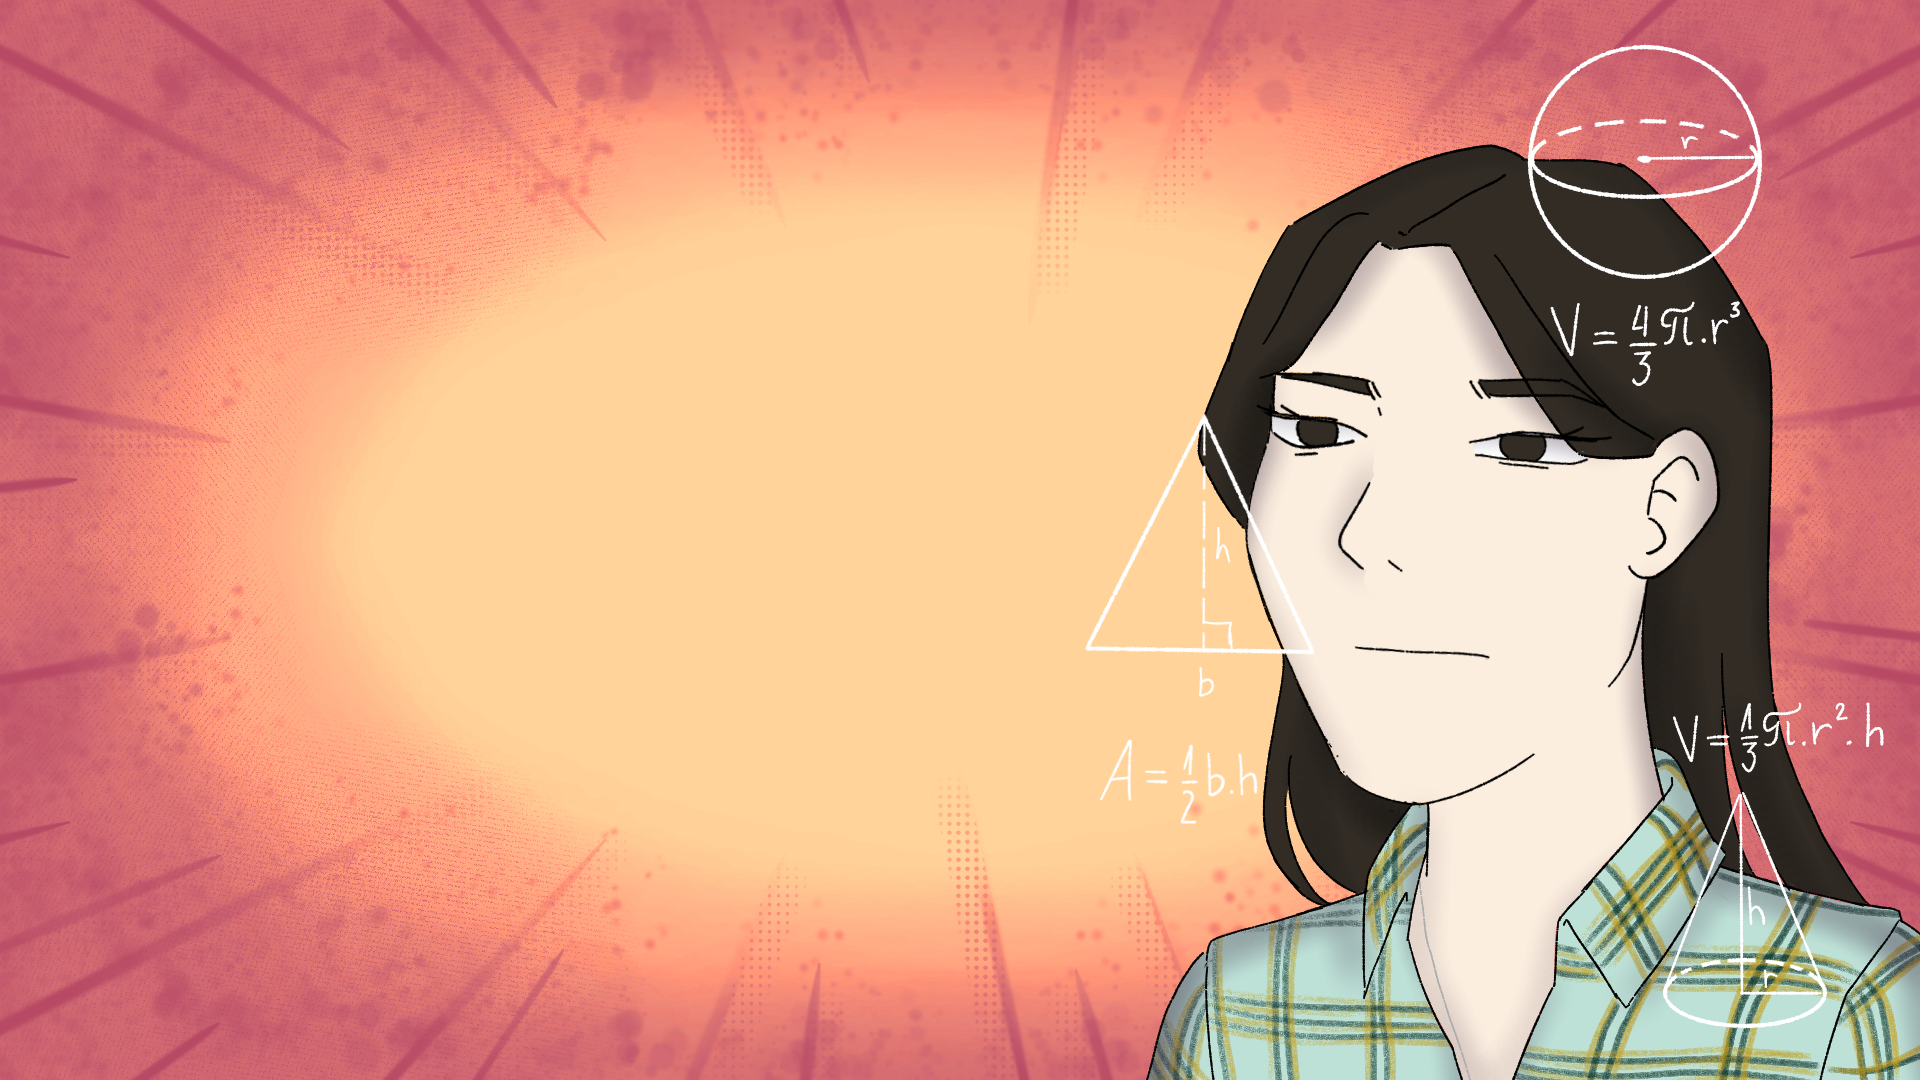 r
V = 4/3 π.r³
h
b
A = 1/2 b.h
V = 1/3 π.r².h
h
r